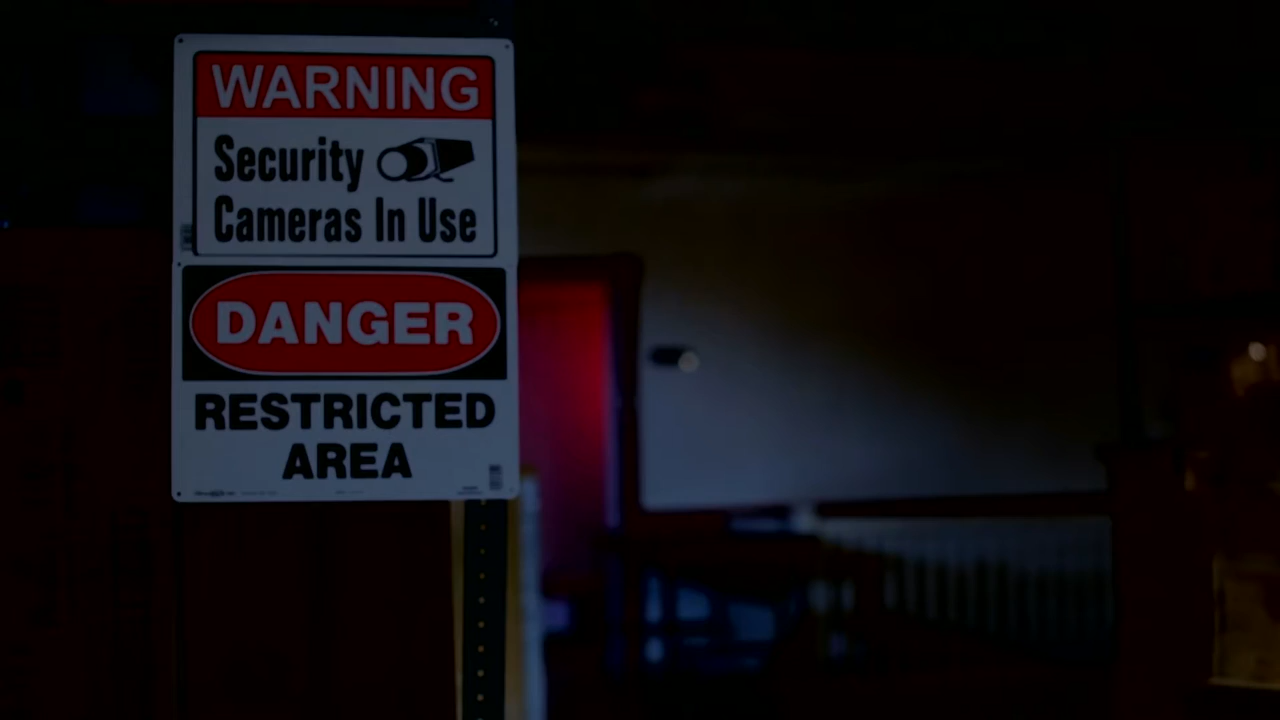 WARNING
Security
Cameras In Use
DANGER
RESTRICTED
AREA